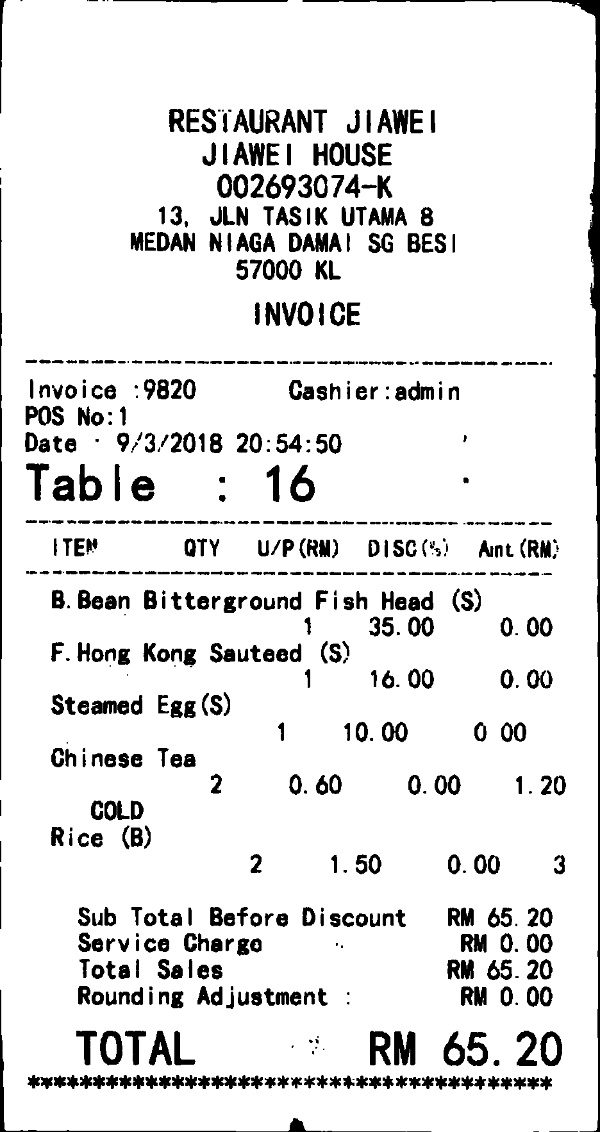 RESTAURANT JIAWEI
JIAWEI HOUSE
002693074-K
13, JLN TASIK UTAMA 8
MEDAN NIAGA DAMAI SG BESI
57000 KL
INVOICE
Invoice :9820 Cashier:admin
POS No:1
Date : 9/3/2018 20:54:50
Table : 16
ITEM QTY U/P(RM) DISC(%) Amt(RM)
B.Bean Bitterground Fish Head (S)
1 35.00 0.00
F.Hong Kong Sauteed (S)
1 16.00 0.00
Steamed Egg(S)
1 10.00 0 00
Chinese Tea
2 0.60 0.00 1.20
COLD
Rice (B)
2 1.50 0.00 3
Sub Total Before Discount RM 65.20
Service Charge RM 0.00
Total Sales RM 65.20
Rounding Adjustment : RM 0.00
TOTAL RM 65.20
****************************************